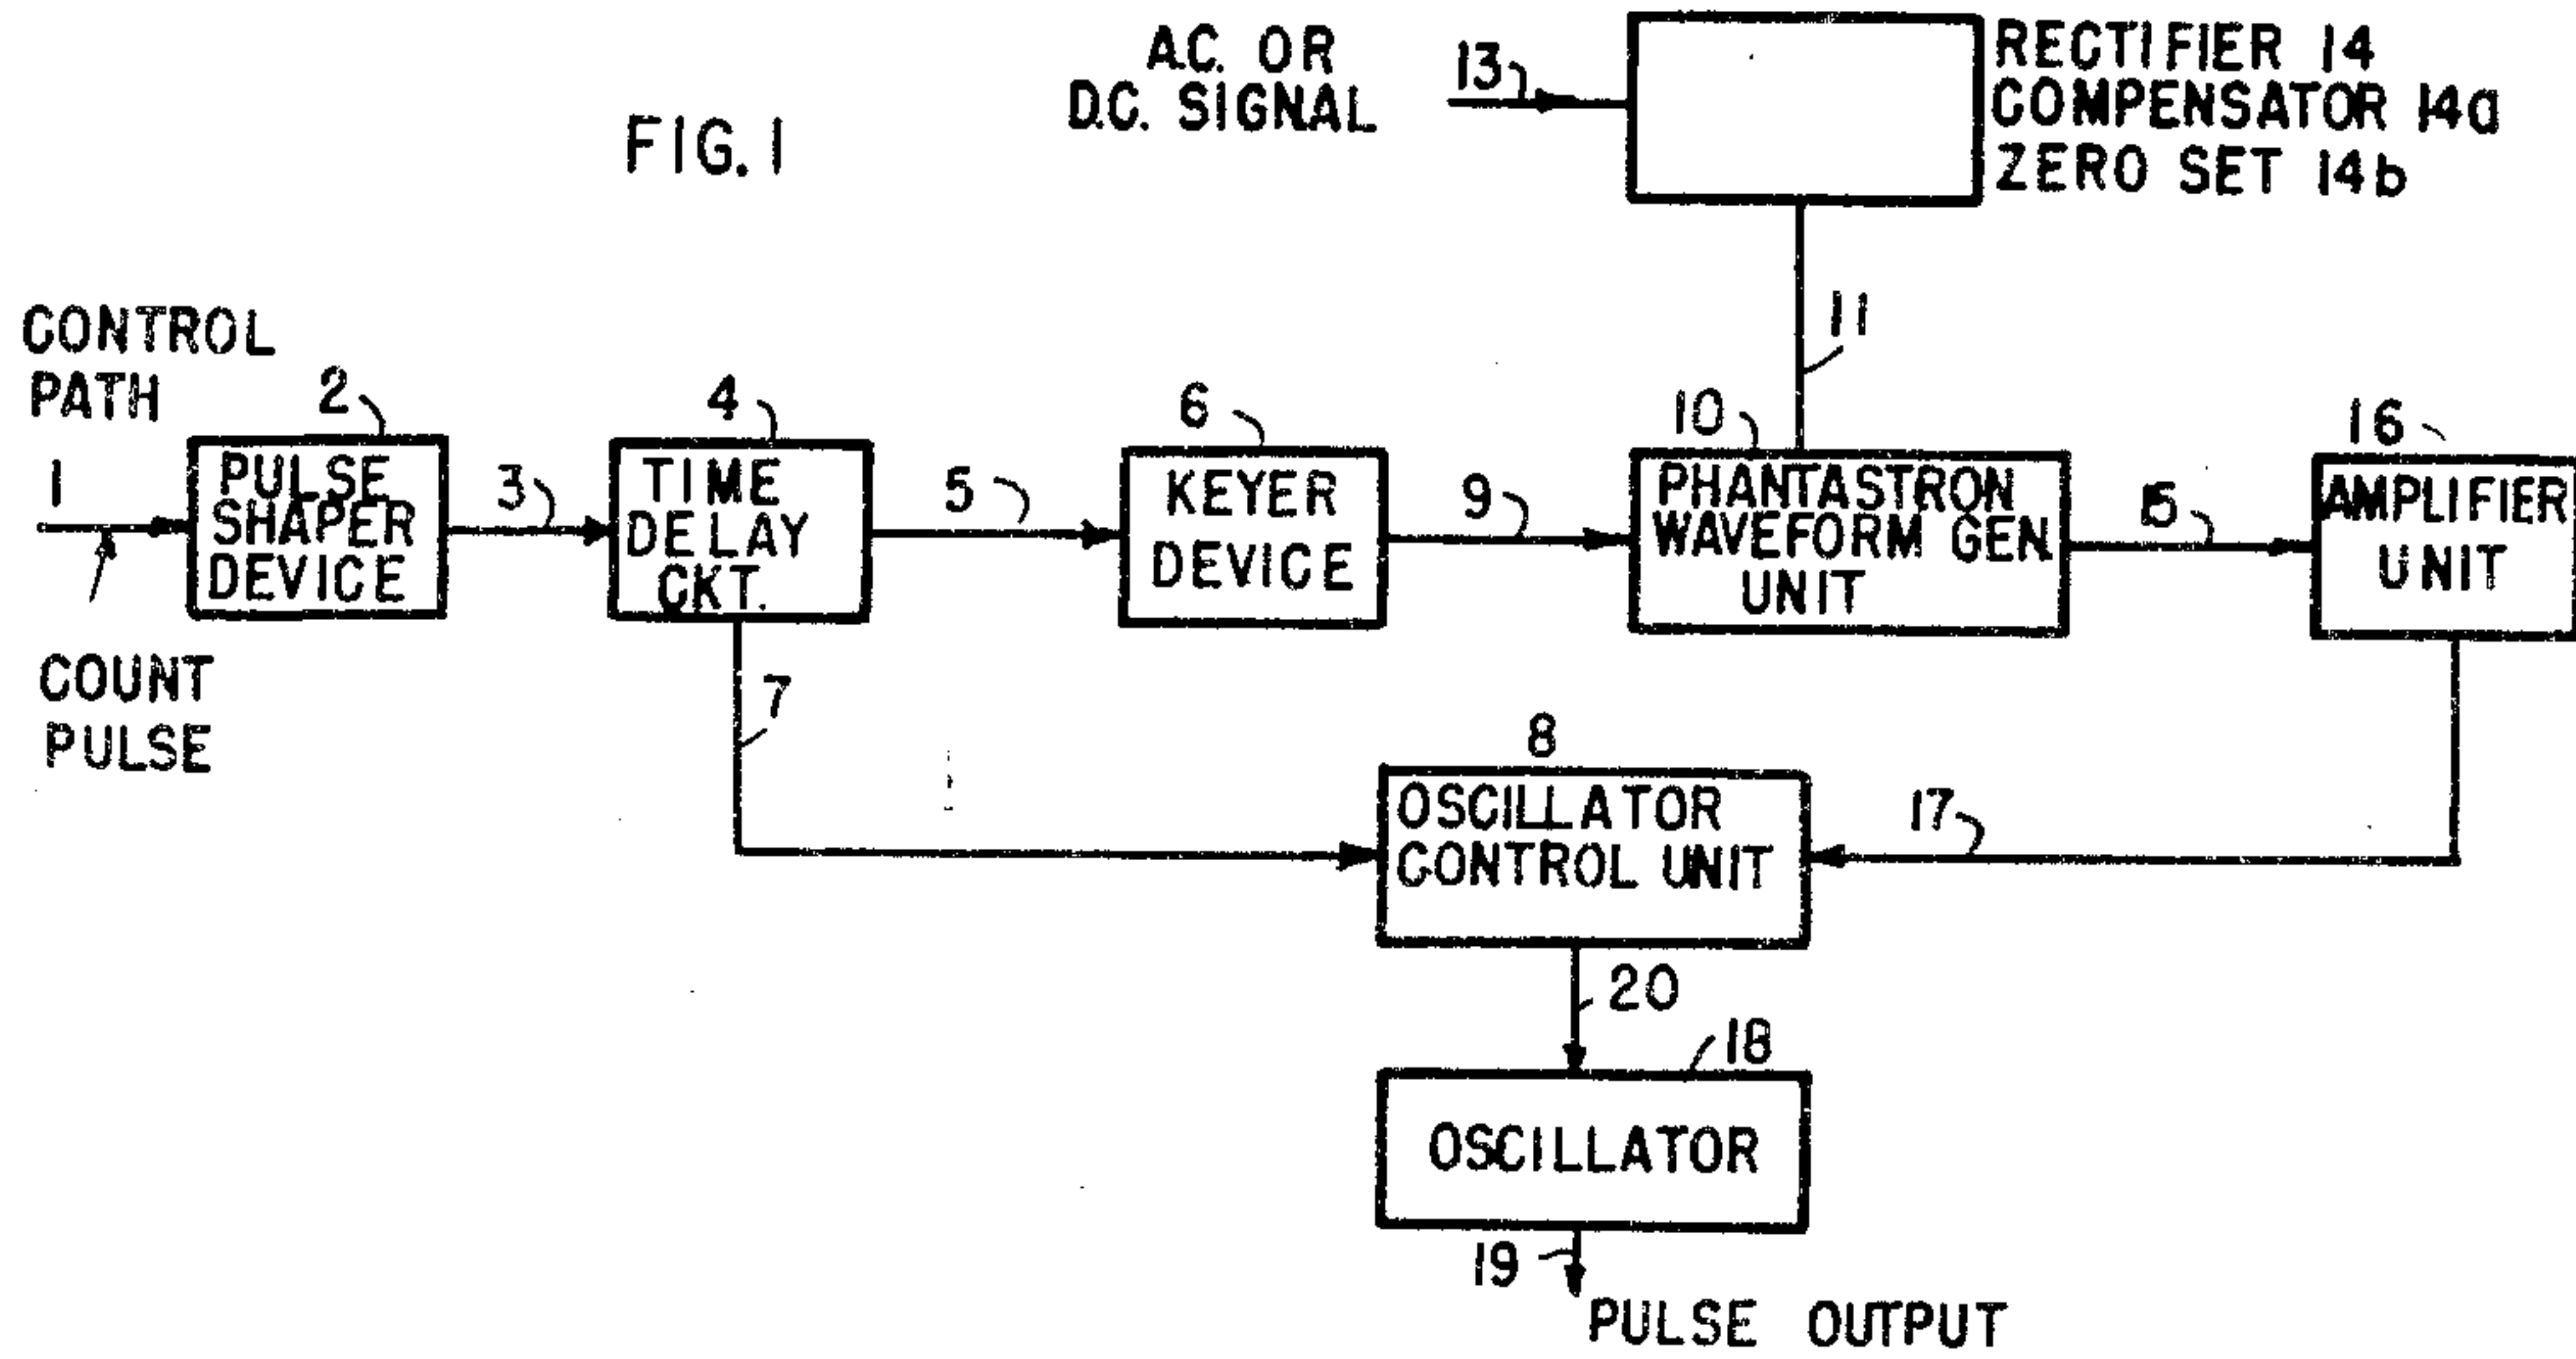 FIG. 1
A.C. OR
D.C. SIGNAL
13
RECTIFIER 14
COMPENSATOR 14a
ZERO SET 14b
11
CONTROL
PATH
1
COUNT
PULSE
2
PULSE
SHAPER
DEVICE
3
4
TIME
DELAY
CKT.
5
6
KEYER
DEVICE
9
10
PHANTASTRON
WAVEFORM GEN.
UNIT
15
16
AMPLIFIER
UNIT
7
8
OSCILLATOR
CONTROL UNIT
17
20
18
OSCILLATOR
19
PULSE OUTPUT